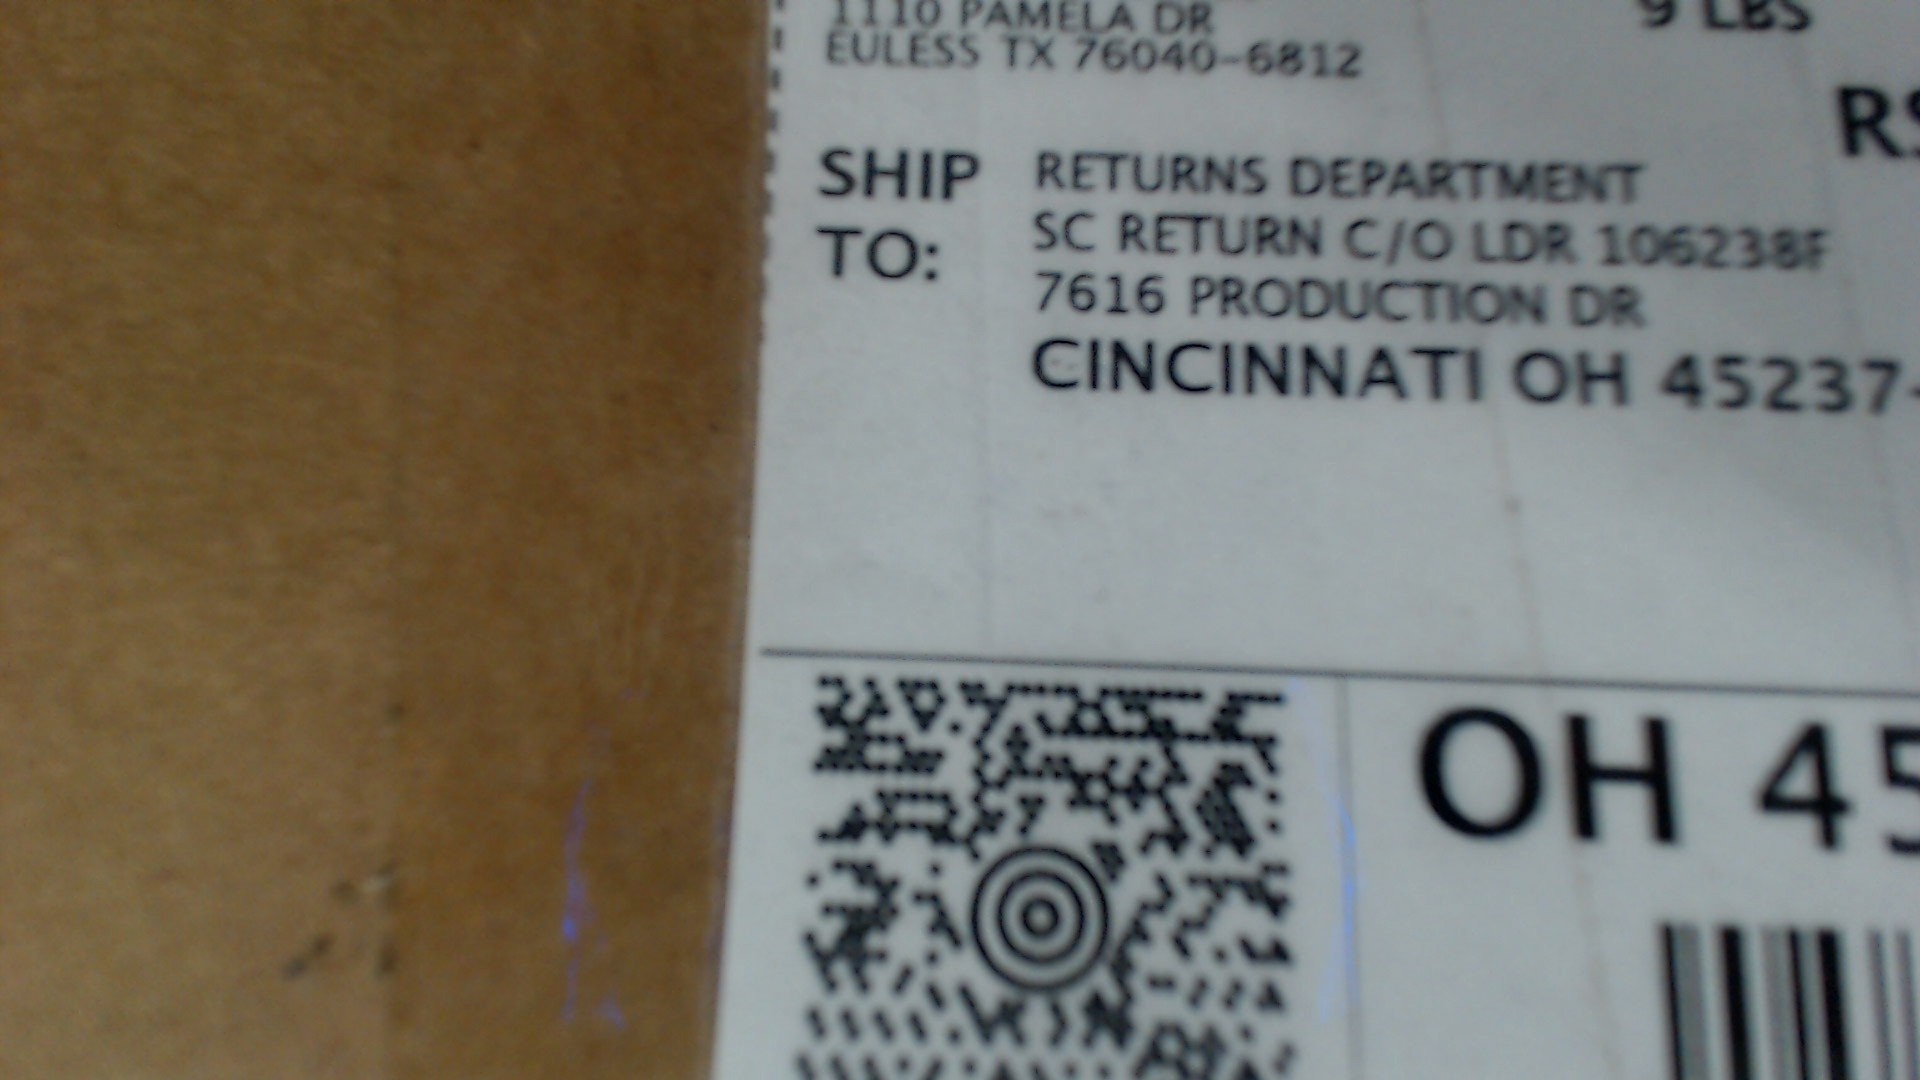 1110 PAMELA DR
9 LBS
EULESS TX 76040-6812
RS
SHIP TO:
RETURNS DEPARTMENT
SC RETURN C/O LDR 106238F
7616 PRODUCTION DR
CINCINNATI OH 45237-
OH 45